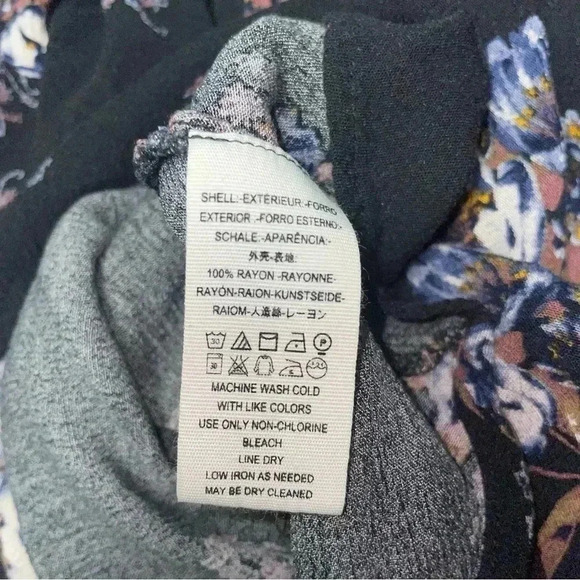 SHELL:-EXTÉRIEUR:-FORRO
EXTERIOR:-FORRO ESTERNO:-
SCHALE:-APARÊNCIA:-
外壳:-表地:
100% RAYON -RAYONNE-
RAYÓN-RAION-KUNSTSEIDE-
RAIOM-人造絲-レーヨン
30
P
30
MACHINE WASH COLD
WITH LIKE COLORS
USE ONLY NON-CHLORINE
BLEACH
LINE DRY
LOW IRON AS NEEDED
MAY BE DRY CLEANED